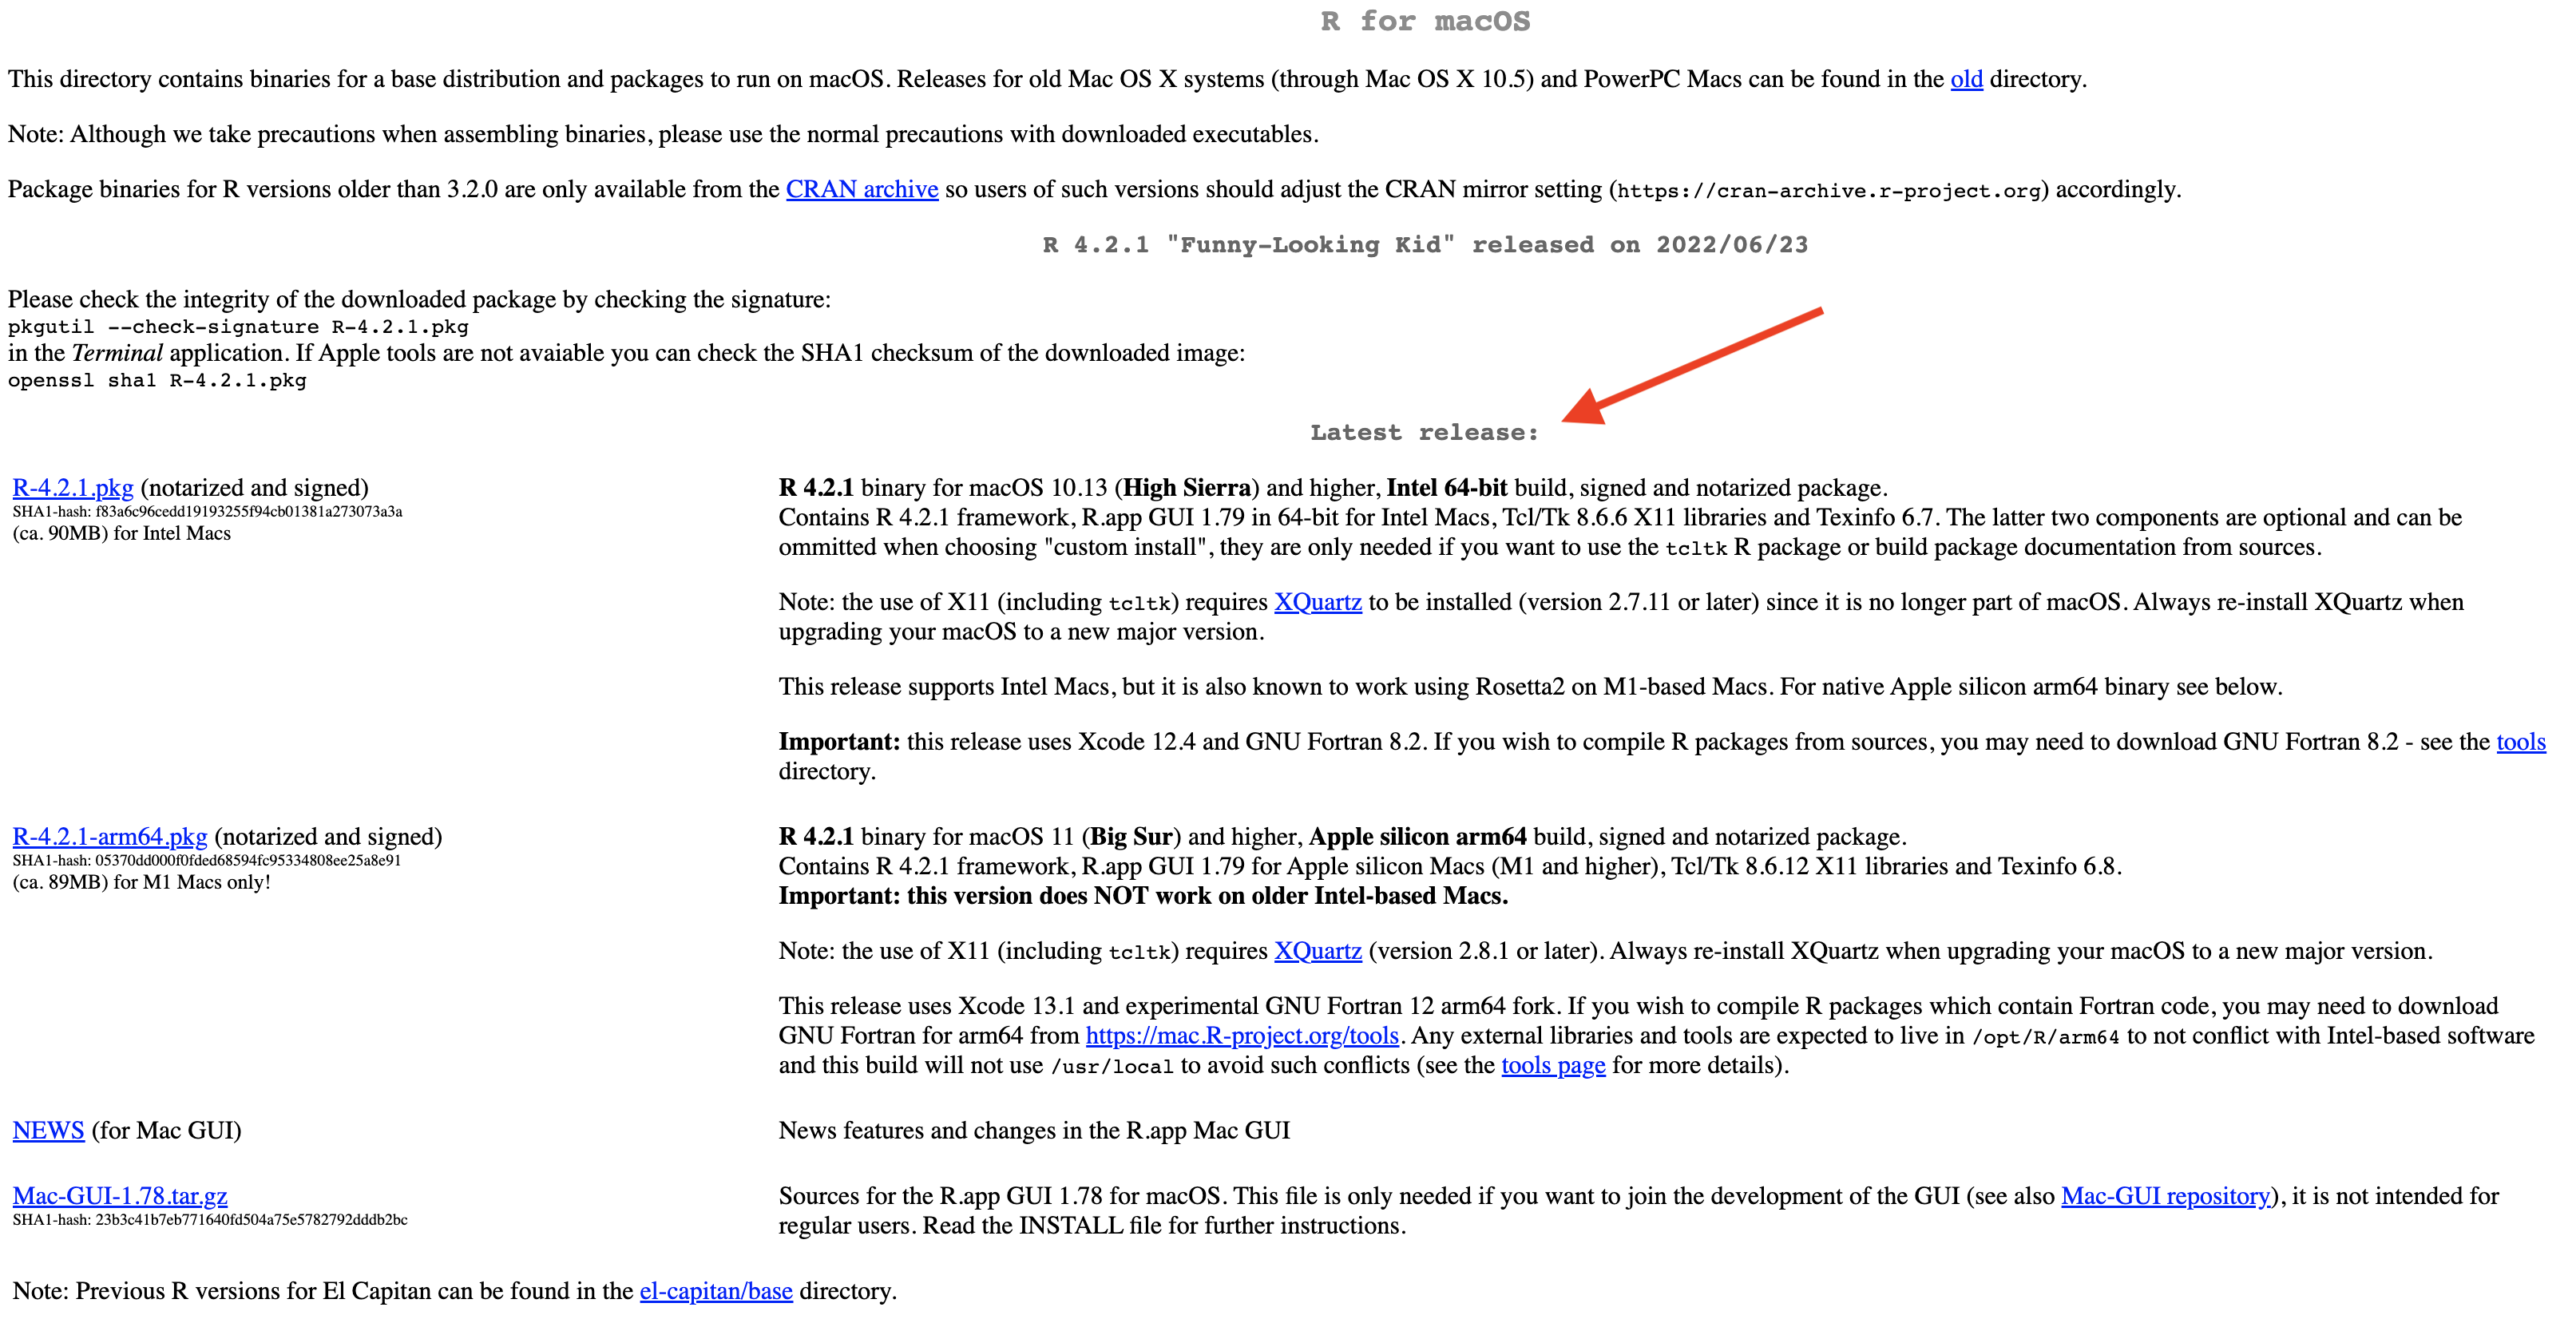 R for macOS
This directory contains binaries for a base distribution and packages to run on macOS. Releases for old Mac OS X systems (through Mac OS X 10.5) and PowerPC Macs can be found in the old directory.
Note: Although we take precautions when assembling binaries, please use the normal precautions with downloaded executables.
Package binaries for R versions older than 3.2.0 are only available from the CRAN archive so users of such versions should adjust the CRAN mirror setting (https://cran-archive.r-project.org) accordingly.
R 4.2.1 "Funny-Looking Kid" released on 2022/06/23
Please check the integrity of the downloaded package by checking the signature:
pkgutil --check-signature R-4.2.1.pkg
in the Terminal application. If Apple tools are not avaiable you can check the SHA1 checksum of the downloaded image:
openssl sha1 R-4.2.1.pkg
Latest release:
R-4.2.1.pkg (notarized and signed)
SHA1-hash: f83a6c96cedd19193255f94cb01381a273073a3a
(ca. 90MB) for Intel Macs
R 4.2.1 binary for macOS 10.13 (High Sierra) and higher, Intel 64-bit build, signed and notarized package.
Contains R 4.2.1 framework, R.app GUI 1.79 in 64-bit for Intel Macs, Tcl/Tk 8.6.6 X11 libraries and Texinfo 6.7. The latter two components are optional and can be
ommitted when choosing "custom install", they are only needed if you want to use the tcltk R package or build package documentation from sources.
Note: the use of X11 (including tcltk) requires XQuartz to be installed (version 2.7.11 or later) since it is no longer part of macOS. Always re-install XQuartz when
upgrading your macOS to a new major version.
This release supports Intel Macs, but it is also known to work using Rosetta2 on M1-based Macs. For native Apple silicon arm64 binary see below.
Important: this release uses Xcode 12.4 and GNU Fortran 8.2. If you wish to compile R packages from sources, you may need to download GNU Fortran 8.2 - see the tools
directory.
R-4.2.1-arm64.pkg (notarized and signed)
SHA1-hash: 05370dd000f0fded68594fc95334808ee25a8e91
(ca. 89MB) for M1 Macs only!
R 4.2.1 binary for macOS 11 (Big Sur) and higher, Apple silicon arm64 build, signed and notarized package.
Contains R 4.2.1 framework, R.app GUI 1.79 for Apple silicon Macs (M1 and higher), Tcl/Tk 8.6.12 X11 libraries and Texinfo 6.8.
Important: this version does NOT work on older Intel-based Macs.
Note: the use of X11 (including tcltk) requires XQuartz (version 2.8.1 or later). Always re-install XQuartz when upgrading your macOS to a new major version.
This release uses Xcode 13.1 and experimental GNU Fortran 12 arm64 fork. If you wish to compile R packages which contain Fortran code, you may need to download
GNU Fortran for arm64 from https://mac.R-project.org/tools. Any external libraries and tools are expected to live in /opt/R/arm64 to not conflict with Intel-based software
and this build will not use /usr/local to avoid such conflicts (see the tools page for more details).
NEWS (for Mac GUI)
News features and changes in the R.app Mac GUI
Mac-GUI-1.78.tar.gz
SHA1-hash: 23b3c41b7eb771640fd504a75e5782792dddb2bc
Sources for the R.app GUI 1.78 for macOS. This file is only needed if you want to join the development of the GUI (see also Mac-GUI repository), it is not intended for
regular users. Read the INSTALL file for further instructions.
Note: Previous R versions for El Capitan can be found in the el-capitan/base directory.